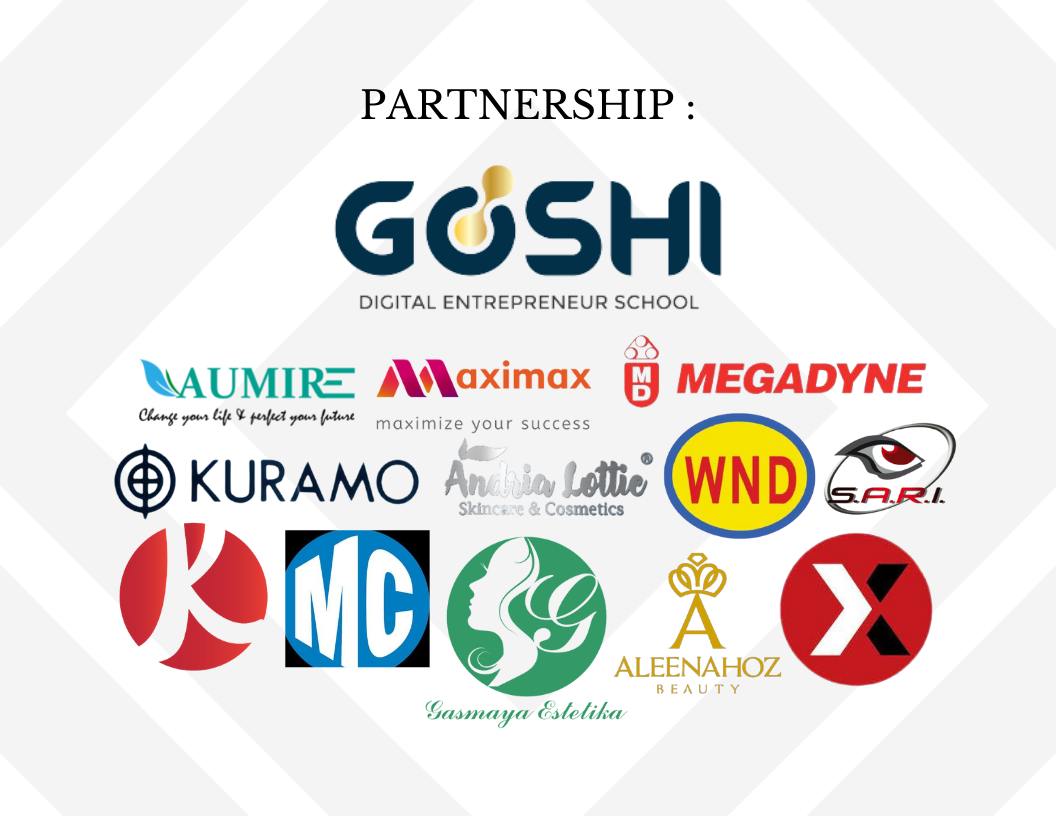 PARTNERSHIP :
GOSHI
DIGITAL ENTREPRENEUR SCHOOL
AUMIRE
Change your life & perfect your future
Maximax
maximize your success
MD
MEGADYNE
KURAMO
Andria Lottie ®
Skincare & Cosmetics
WND
S.A.R.I.
K
MC
G
Gasmaya Estetika
A
ALEENAHOZ
BEAUTY
X